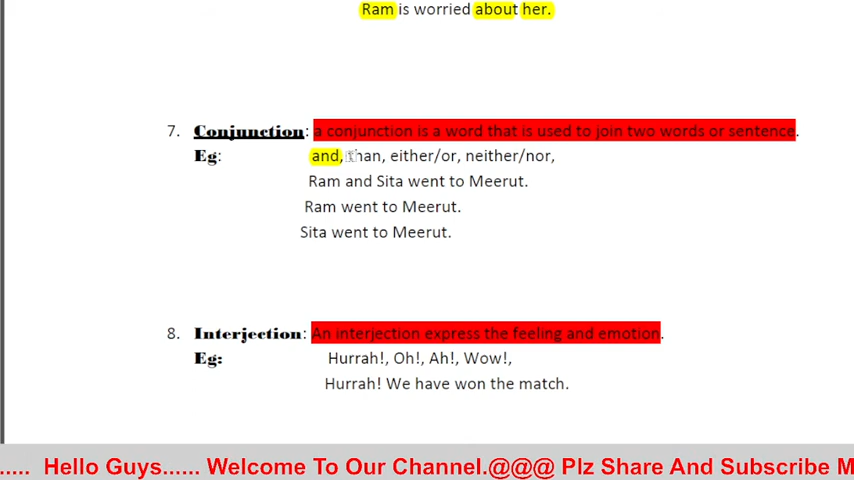 Ram is worried about her.
7. Conjunction: a conjunction is a word that is used to join two words or sentence.
Eg: and, than, either/or, neither/nor,
Ram and Sita went to Meerut.
Ram went to Meerut.
Sita went to Meerut.
8. Interjection: An interjection express the feeling and emotion.
Eg: Hurrah!, Oh!, Ah!, Wow!,
Hurrah! We have won the match.
..... Hello Guys...... Welcome To Our Channel.@@@ Plz Share And Subscribe M